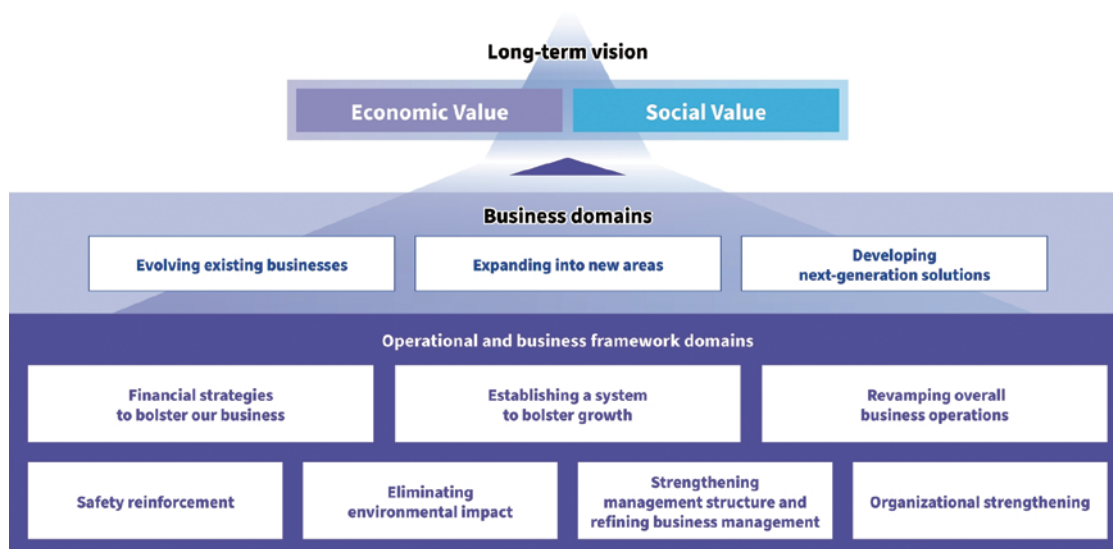 Long-term vision
Economic Value
Social Value
Business domains
Evolving existing businesses
Expanding into new areas
Developing
next-generation solutions
Operational and business framework domains
Financial strategies
to bolster our business
Establishing a system
to bolster growth
Revamping overall
business operations
Safety reinforcement
Eliminating
environmental impact
Strengthening
management structure and
refining business management
Organizational strengthening